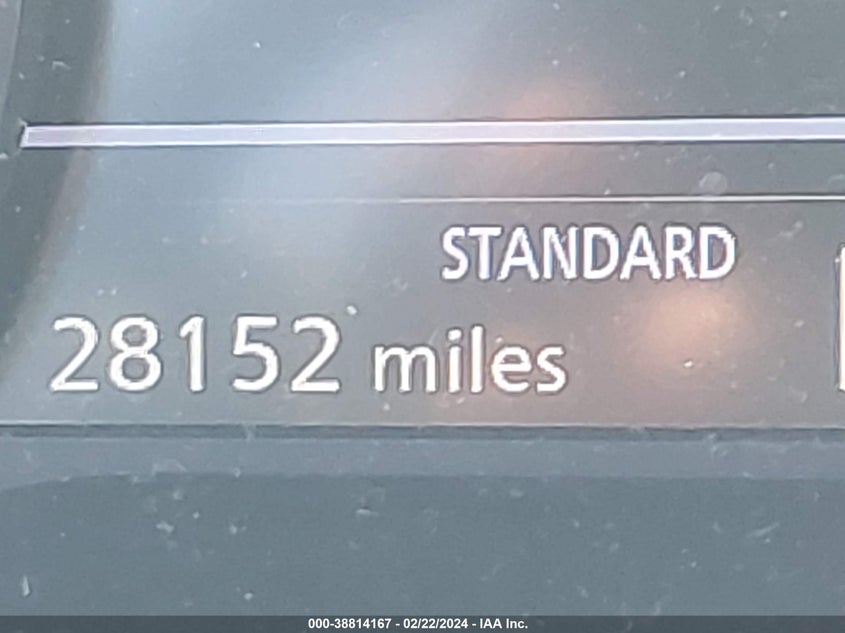 STANDARD
28152 miles
000-38814167 - 02/22/2024 - IAA Inc.